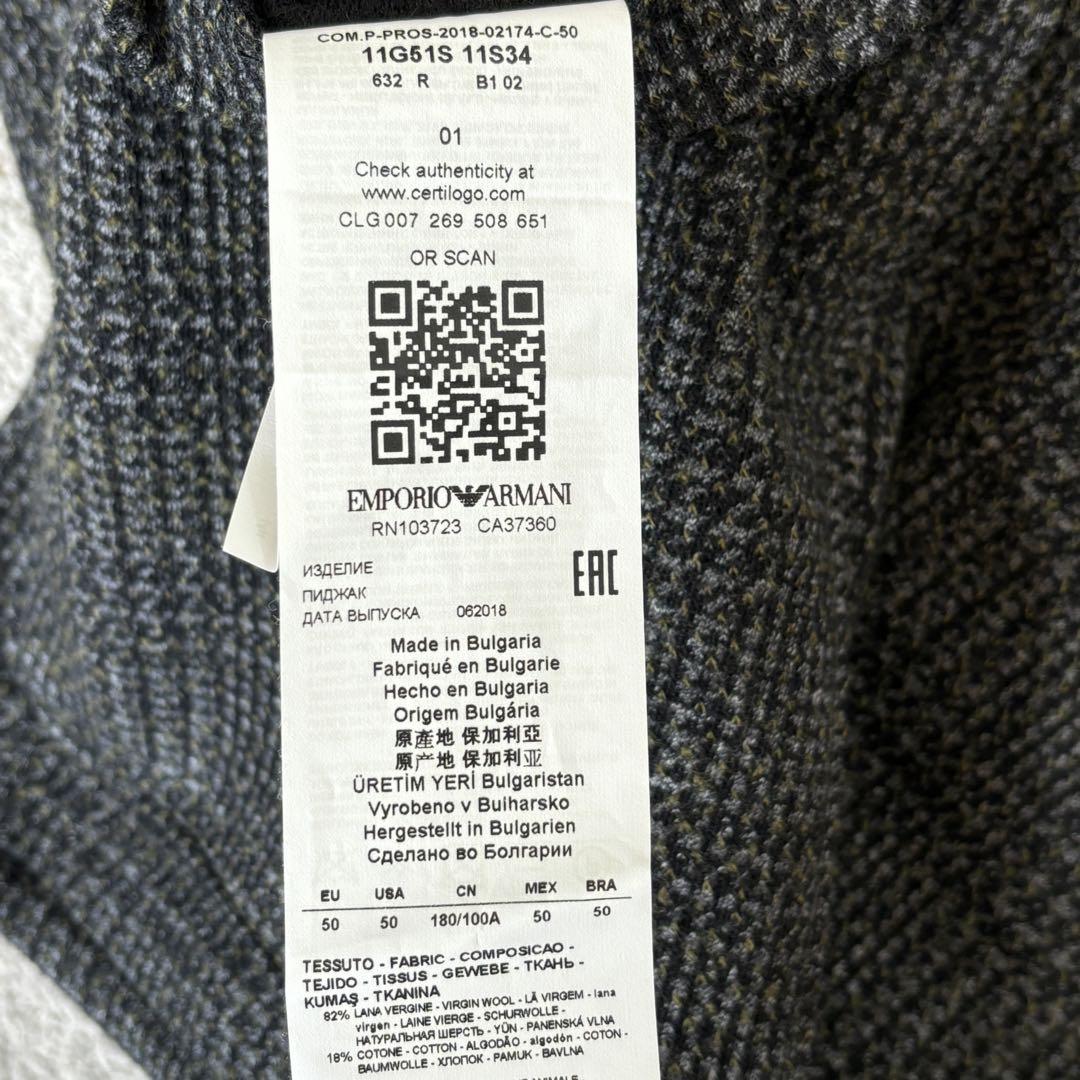 COM.P-PROS-2018-02174-C-50
11G51S 11S34
632 R B1 02
01
Check authenticity at
www.certilogo.com
CLG007 269 508 651
OR SCAN
EMPORIO ARMANI
RN103723 CA37360
EAC
ИЗДЕЛИЕ
ПИДЖАК
ДАТА ВЫПУСКА 062018
Made in Bulgaria
Fabriqué en Bulgarie
Hecho en Bulgaria
Origem Bulgária
原產地 保加利亞
原产地 保加利亚
ÜRETİM YERİ Bulgaristan
Vyrobeno v Bulharsko
Hergestellt in Bulgarien
Сделано во Болгарии
EU USA CN MEX BRA
50 50 180/100A 50 50
TESSUTO - FABRIC - COMPOSICAO -
TEJIDO - TISSUS - GEWEBE - ТКАНЬ -
KUMAŞ - TKANINA
82% LANA VERGINE - VIRGIN WOOL - LÃ VIRGEM - lana
virgen - LAINE VIERGE - SCHURWOLLE -
НАТУРАЛЬНАЯ ШЕРСТЬ - YÜN - PANENSKÁ VLNA
18% COTONE - COTTON - ALGODÃO - algodón - COTON -
BAUMWOLLE - ХЛОПОК - PAMUK - BAVLNA